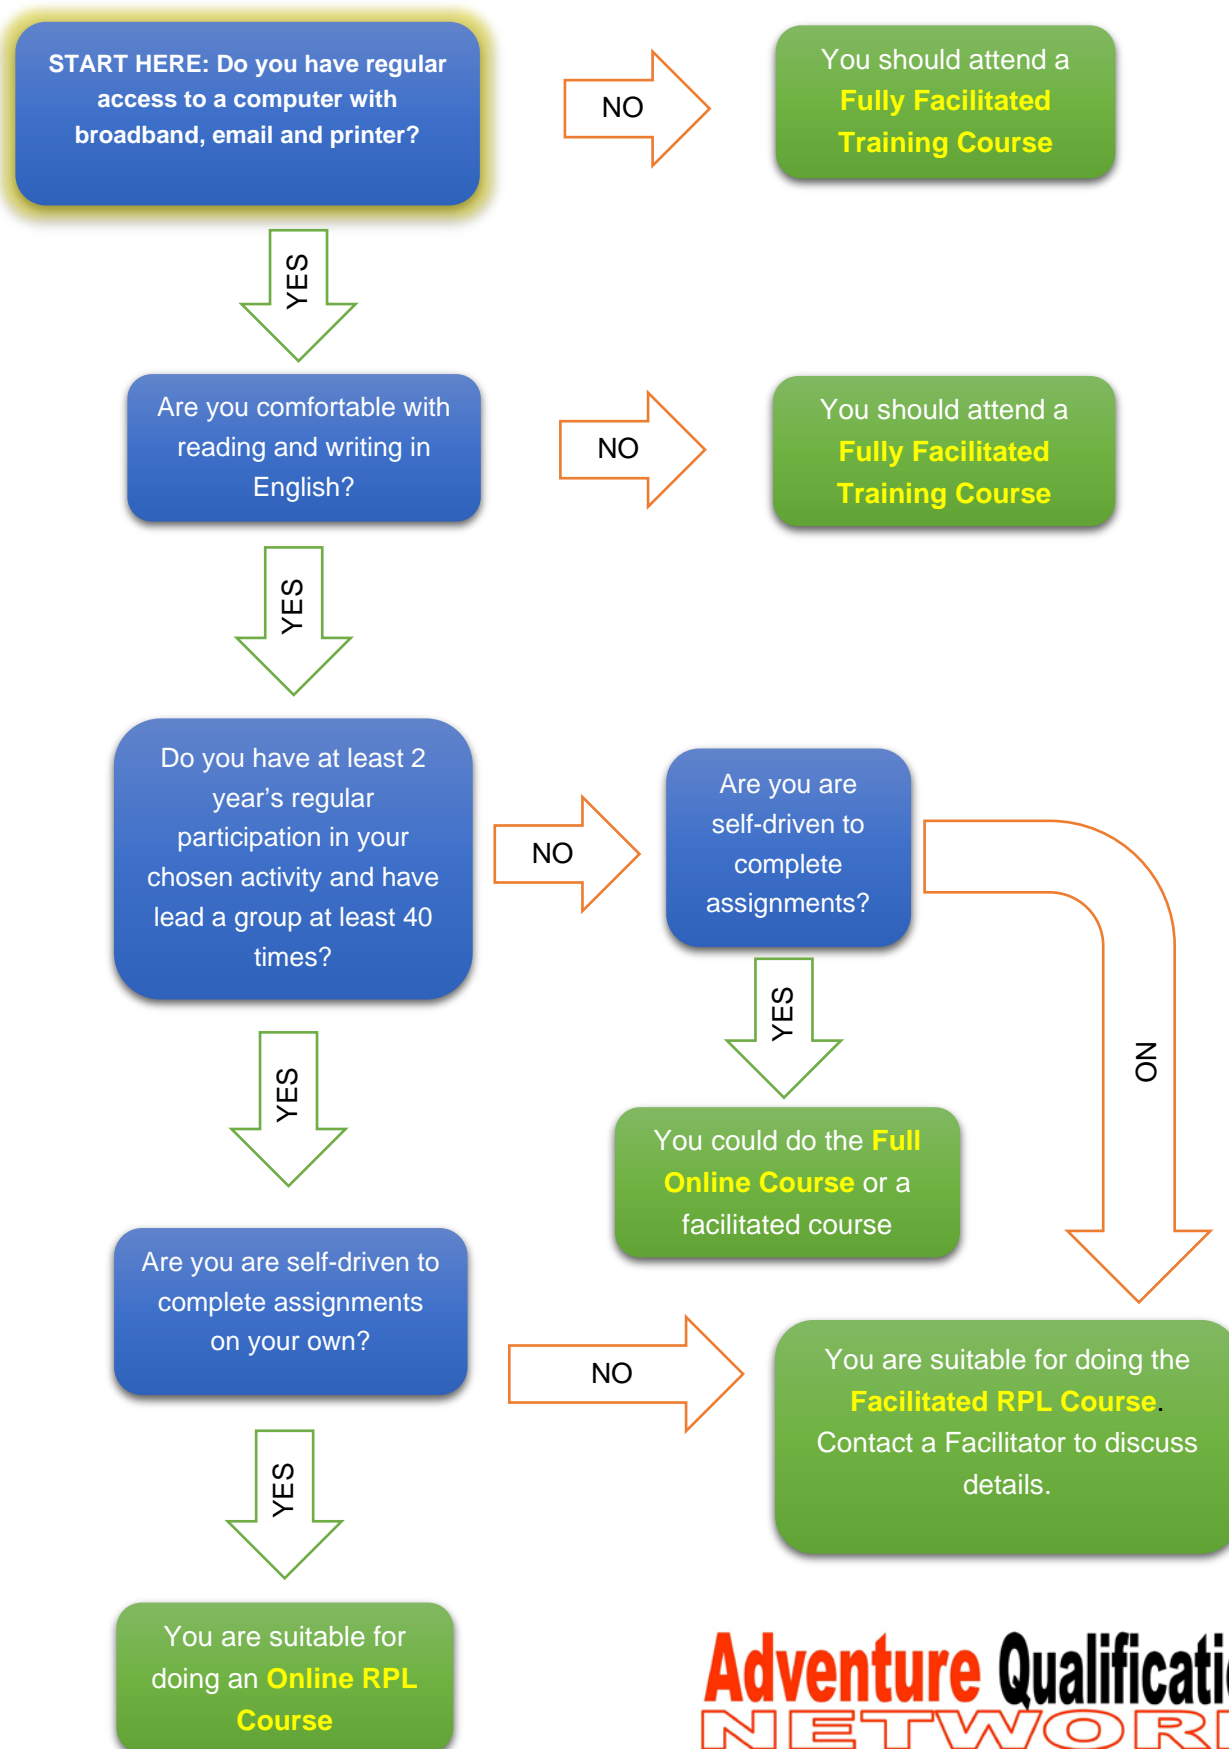 START HERE: Do you have regular
access to a computer with
broadband, email and printer?
NO
You should attend a
Fully Facilitated
Training Course
YES
Are you comfortable with
reading and writing in
English?
NO
You should attend a
Fully Facilitated
Training Course
YES
Do you have at least 2
year’s regular
participation in your
chosen activity and have
lead a group at least 40
times?
NO
Are you are
self-driven to
complete
assignments?
YES
NO
You could do the Full
Online Course or a
facilitated course
YES
Are you are self-driven to
complete assignments
on your own?
NO
You are suitable for doing the
Facilitated RPL Course.
Contact a Facilitator to discuss
details.
YES
You are suitable for
doing an Online RPL
Course
Adventure